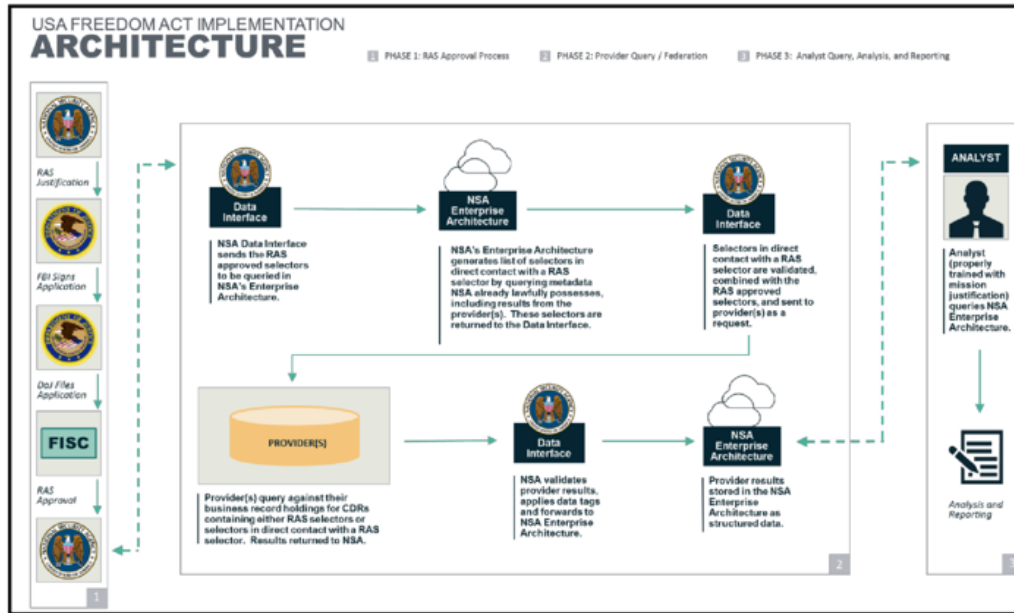 USA FREEDOM ACT IMPLEMENTATION
ARCHITECTURE
1 PHASE 1: RAS Approval Process
2 PHASE 2: Provider Query / Federation
3 PHASE 3: Analyst Query, Analysis, and Reporting
RAS
Justification
FBI Signs
Application
DoJ Files
Application
FISC
RAS
Approval
1
Data
Interface
NSA Data Interface
sends the RAS
approved selectors
to be queried in
NSA's Enterprise
Architecture.
NSA
Enterprise
Architecture
NSA's Enterprise Architecture
generates list of selectors in
direct contact with a RAS
selector by querying metadata
NSA already lawfully possesses,
including results from the
provider(s). These selectors are
returned to the Data Interface.
Data
Interface
Selectors in direct
contact with a RAS
selector are validated,
combined with the
RAS approved
selectors, and sent to
provider(s) as a
request.
PROVIDER[S]
Provider(s) query against their
business record holdings for CDRs
containing either RAS selectors or
selectors in direct contact with a RAS
selector. Results returned to NSA.
Data
Interface
NSA validates
provider results,
applies data tags
and forwards to
NSA Enterprise
Architecture.
NSA
Enterprise
Architecture
Provider results
stored in the NSA
Enterprise
Architecture as
structured data.
2
ANALYST
Analyst
(properly
trained with
mission
justification)
queries NSA
Enterprise
Architecture.
Analysis and
Reporting
3